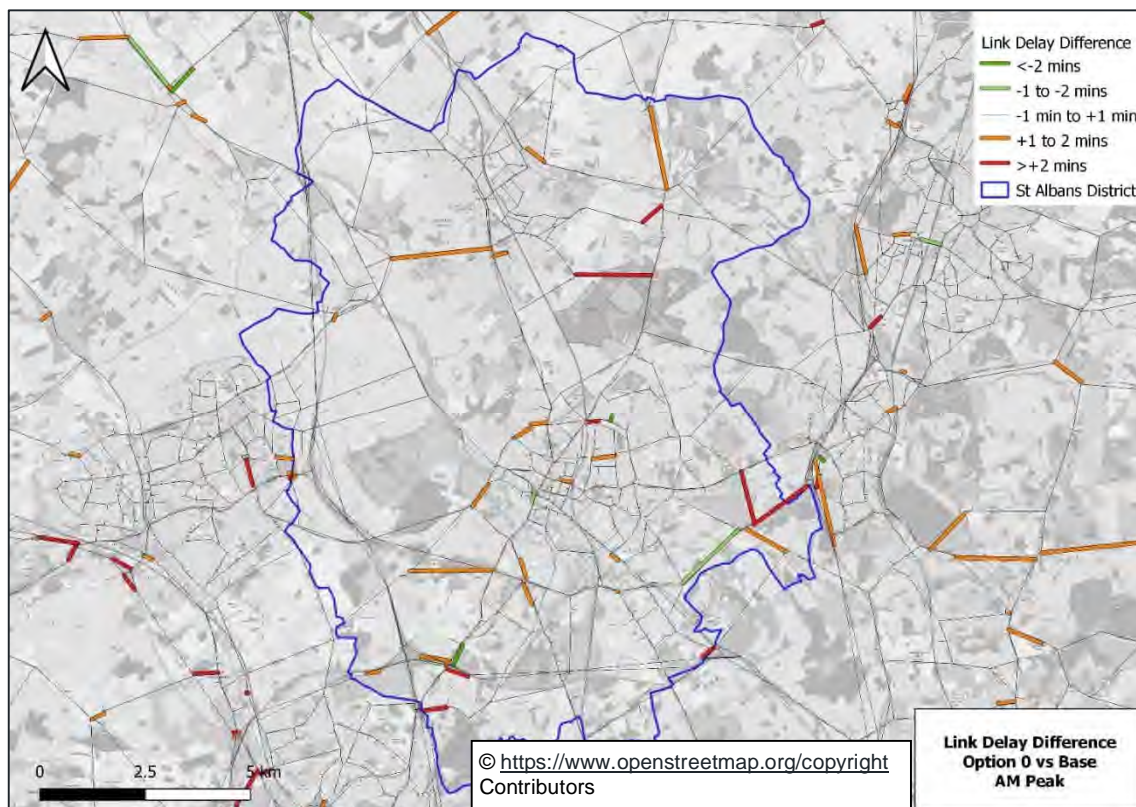 Link Delay Difference
<-2 mins
-1 to -2 mins
-1 min to +1 min
+1 to 2 mins
>+2 mins
St Albans District
0 2.5 5 km
© https://www.openstreetmap.org/copyright
Contributors
Link Delay Difference
Option 0 vs Base
AM Peak